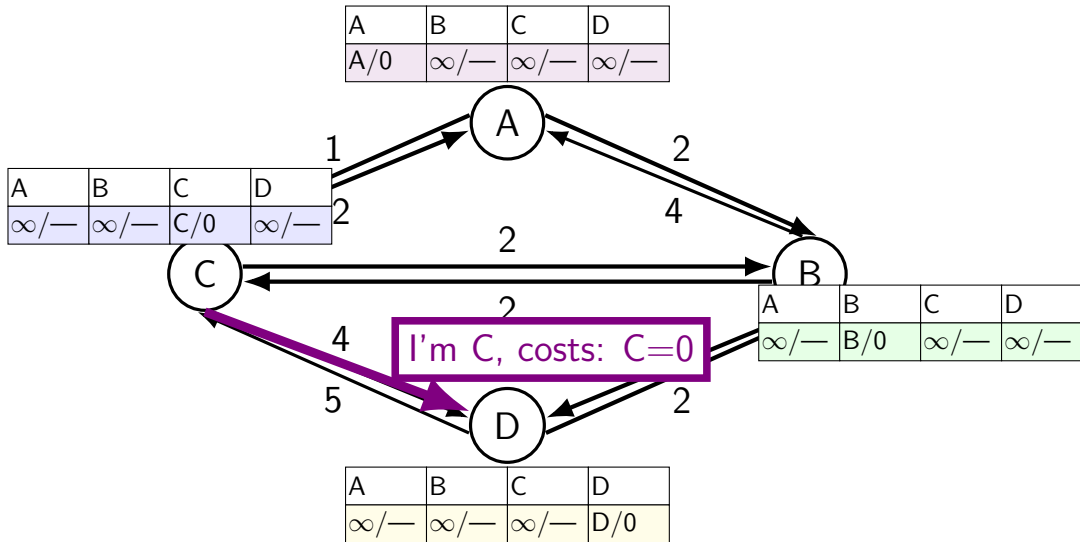 A B C D
A/0 ∞/— ∞/— ∞/—
A
1
2
A B C D
∞/— ∞/— C/0 ∞/—
2
4
2
C
B
2
A B C D
∞/— B/0 ∞/— ∞/—
I'm C, costs: C=0
4
5
2
D
A B C D
∞/— ∞/— ∞/— D/0